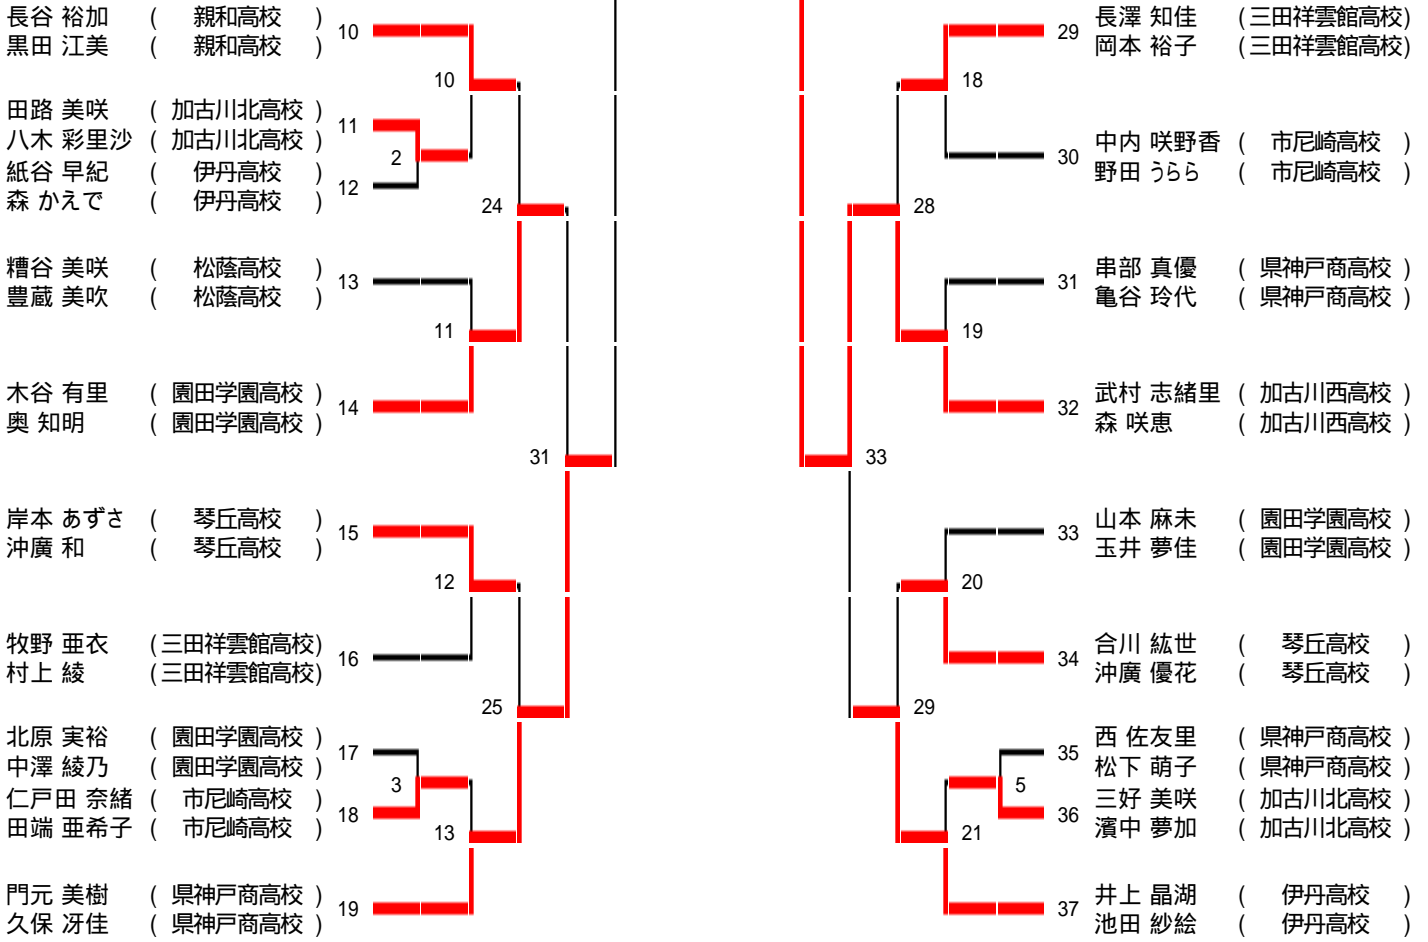 長谷 裕加 ( 親和高校 ) 10
黒田 江美 ( 親和高校 )
10
田路 美咲 ( 加古川北高校 ) 11
八木 彩里沙 ( 加古川北高校 )
2
紙谷 早紀 ( 伊丹高校 ) 12
森 かえで ( 伊丹高校 )
24
糟谷 美咲 ( 松蔭高校 ) 13
豊蔵 美吹 ( 松蔭高校 )
11
木谷 有里 ( 園田学園高校 ) 14
奥 知明 ( 園田学園高校 )
31
岸本 あずさ ( 琴丘高校 ) 15
沖廣 和 ( 琴丘高校 )
12
牧野 亜衣 (三田祥雲館高校) 16
村上 綾 (三田祥雲館高校)
25
北原 実裕 ( 園田学園高校 ) 17
中澤 綾乃 ( 園田学園高校 )
3
仁戸田 奈緒 ( 市尼崎高校 ) 18
田端 亜希子 ( 市尼崎高校 )
13
門元 美樹 ( 県神戸商高校 ) 19
久保 冴佳 ( 県神戸商高校 )
29 長澤 知佳 (三田祥雲館高校)
岡本 裕子 (三田祥雲館高校)
18
30 中内 咲野香 ( 市尼崎高校 )
野田 うらら ( 市尼崎高校 )
28
31 串部 真優 ( 県神戸商高校 )
亀谷 玲代 ( 県神戸商高校 )
19
32 武村 志緒里 ( 加古川西高校 )
森 咲恵 ( 加古川西高校 )
33
33 山本 麻未 ( 園田学園高校 )
玉井 夢佳 ( 園田学園高校 )
20
34 合川 紘世 ( 琴丘高校 )
沖廣 優花 ( 琴丘高校 )
29
35 西 佐友里 ( 県神戸商高校 )
松下 萌子 ( 県神戸商高校 )
5
36 三好 美咲 ( 加古川北高校 )
濱中 夢加 ( 加古川北高校 )
21
37 井上 晶湖 ( 伊丹高校 )
池田 紗絵 ( 伊丹高校 )